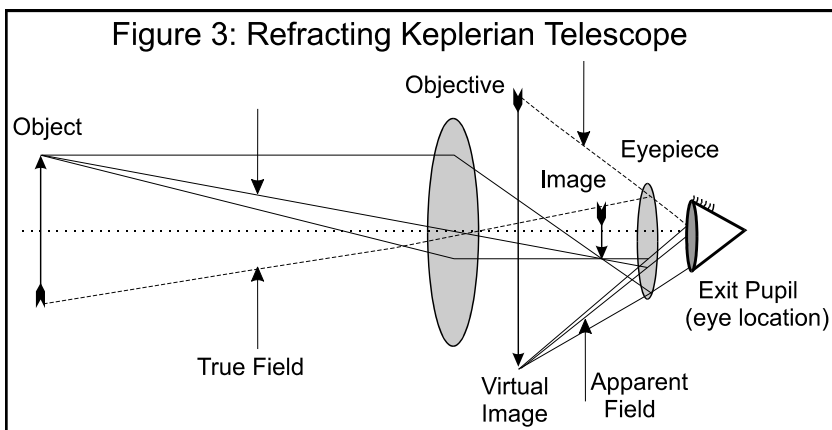 Figure 3: Refracting Keplerian Telescope
Objective
Object
Eyepiece
Image
Exit Pupil
(eye location)
True Field
Virtual
Image
Apparent
Field